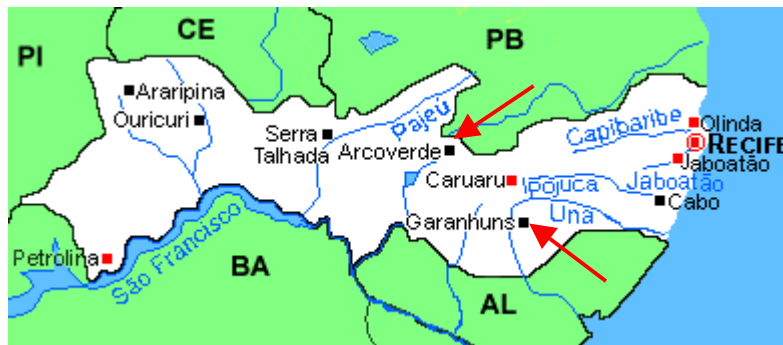 CE
PB
PI
Araripina
Ouricuri
Serra
Talhada
Pajeú
Arcoverde
Capibaribe
Olinda
RECIFE
Jaboatão
Caruaru
Pojuca
Jaboatão
Cabo
Garanhuns
Una
Petrolina
São Francisco
BA
AL